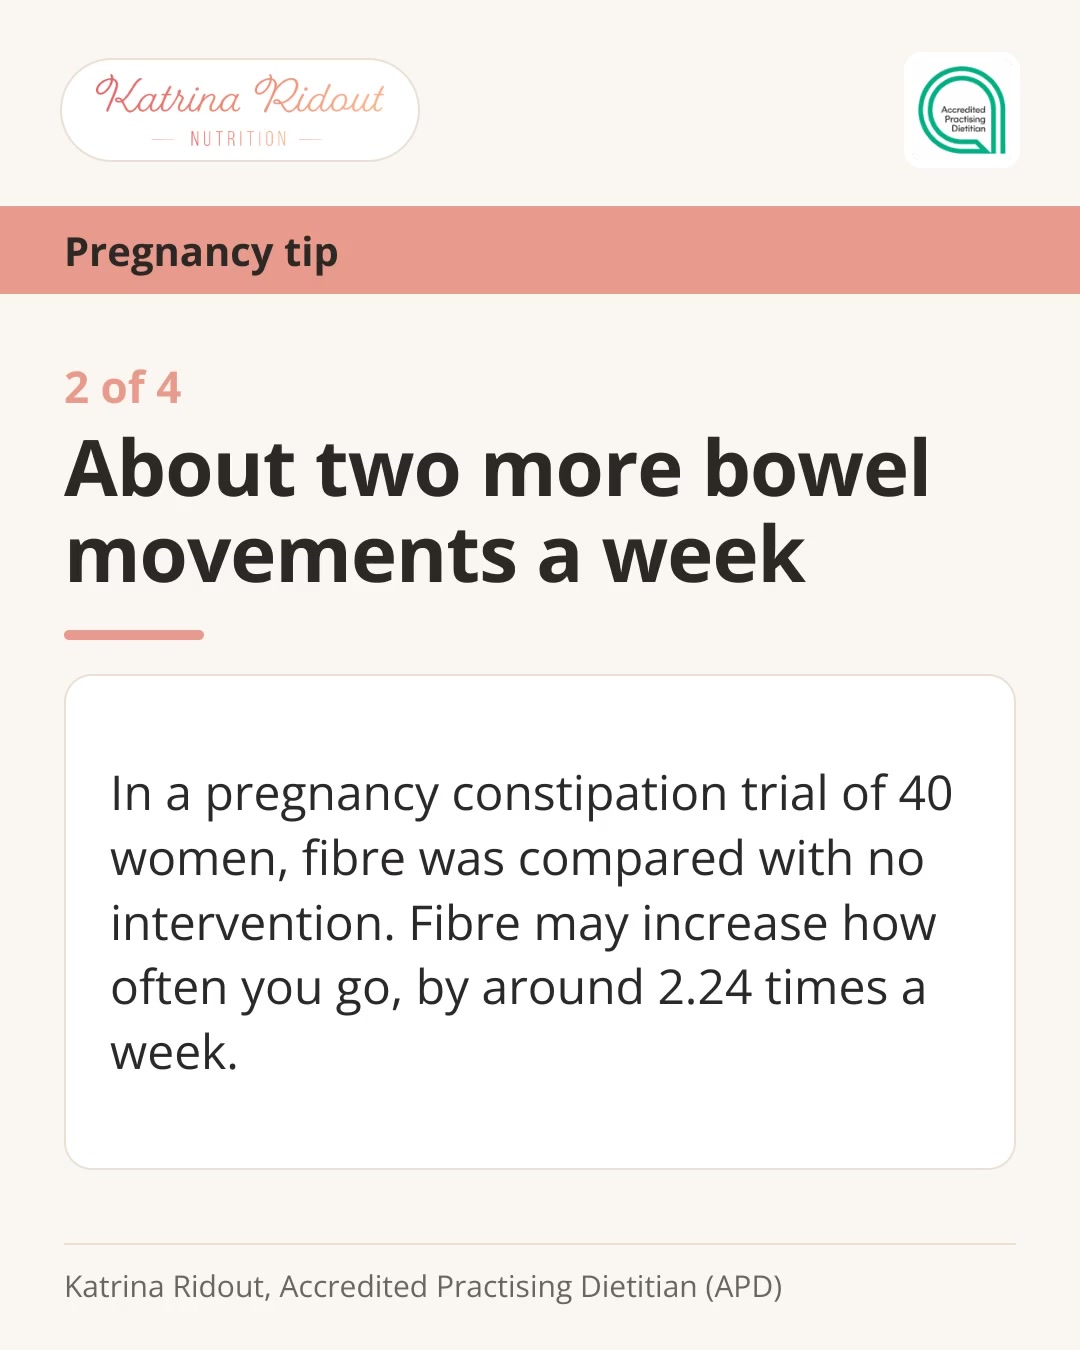 Katrina Ridout
NUTRITION
Accredited
Practising
Dietitian
Pregnancy tip
2 of 4
About two more bowel
movements a week
In a pregnancy constipation trial of 40
women, fibre was compared with no
intervention. Fibre may increase how
often you go, by around 2.24 times a
week.
Katrina Ridout, Accredited Practising Dietitian (APD)